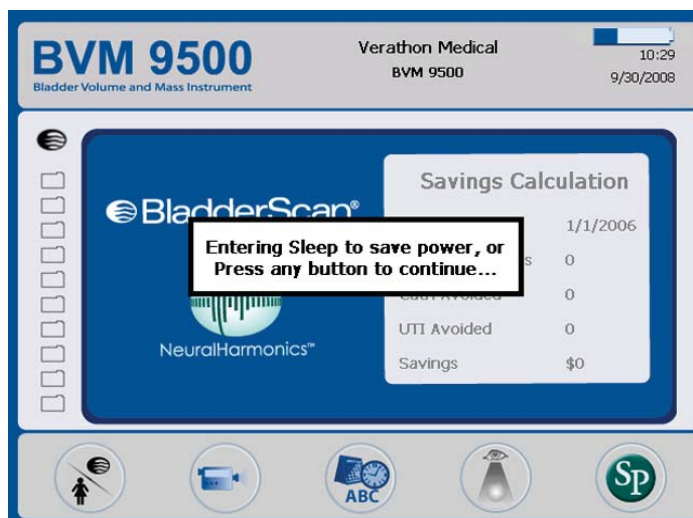 BVM 9500
Bladder Volume and Mass Instrument
Verathon Medical
BVM 9500
10:29
9/30/2008
BladderScan®
NeuralHarmonics™
Savings Calculation
1/1/2006
s 0
Avoided 0
UTI Avoided 0
Savings $0
Entering Sleep to save power, or
Press any button to continue...
ABC
SP